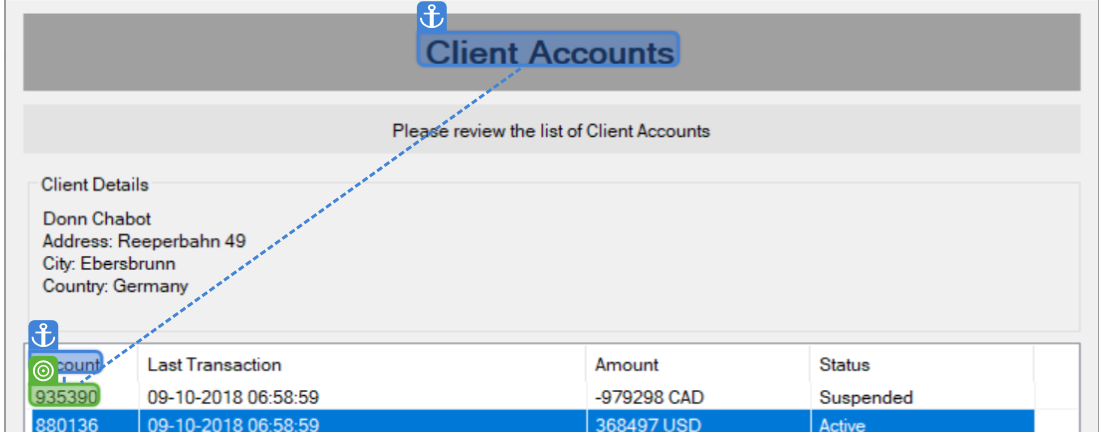 Client Accounts
Please review the list of Client Accounts
Client Details
Donn Chabot
Address: Reeperbahn 49
City: Ebersbrunn
Country: Germany
count Last Transaction Amount Status
935390 09-10-2018 06:58:59 -979298 CAD Suspended
880136 09-10-2018 06:58:59 368497 USD Active